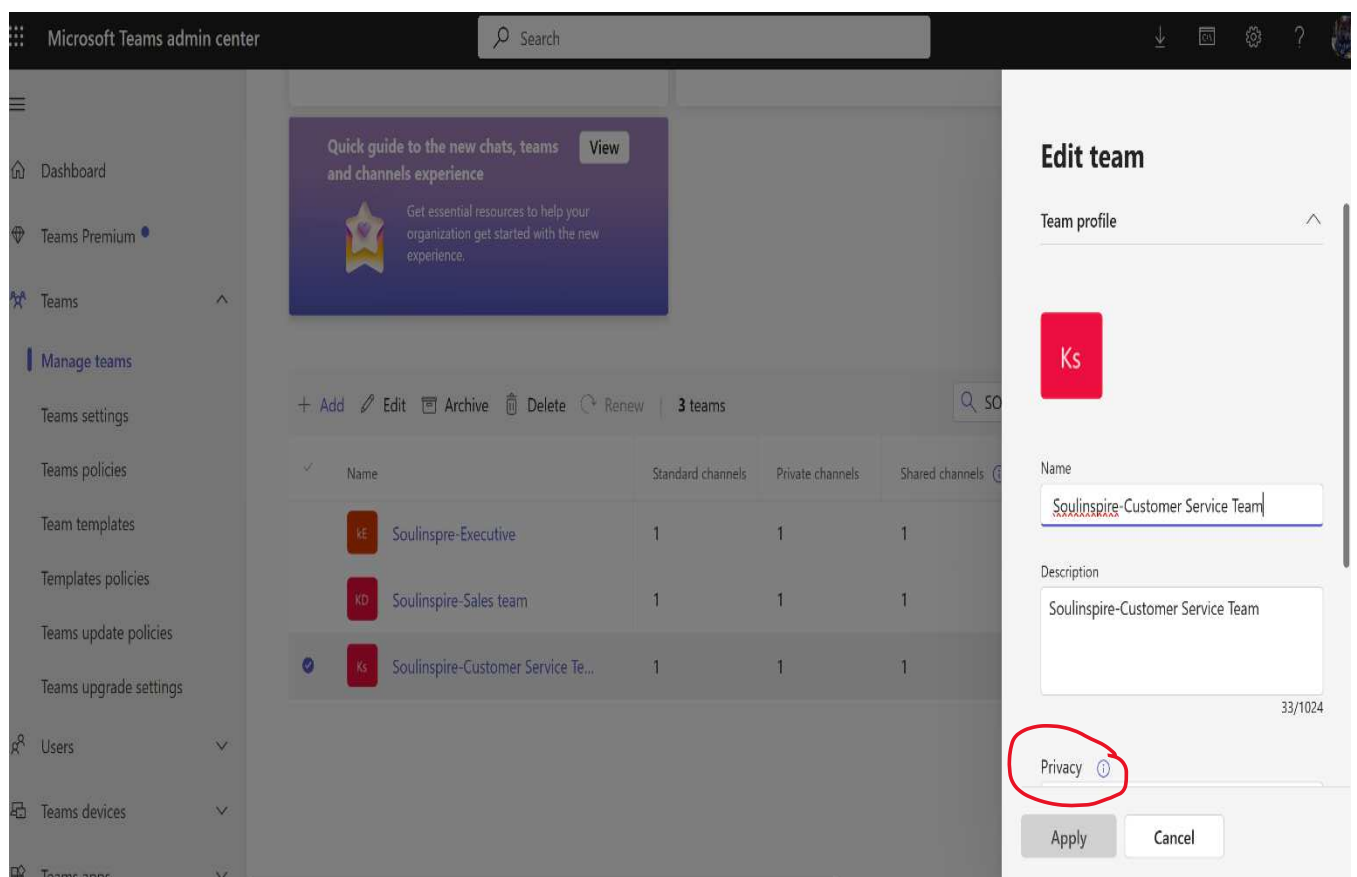 Microsoft Teams admin center
Search
Dashboard
Teams Premium
Teams
Manage teams
Teams settings
Teams policies
Team templates
Templates policies
Teams update policies
Teams upgrade settings
Users
Teams devices
Teams apps
Quick guide to the new chats, teams
and channels experience
View
Get essential resources to help your
organization get started with the new
experience.
Add Edit Archive Delete Renew 3 teams
SO
Name Standard channels Private channels Shared channels
kE Soulinspre-Executive 1 1 1
KD Soulinspire-Sales team 1 1 1
Ks Soulinspire-Customer Service Te... 1 1 1
Edit team
Team profile
Ks
Name
Soulinspire-Customer Service Team
Description
Soulinspire-Customer Service Team
33/1024
Privacy
Apply Cancel